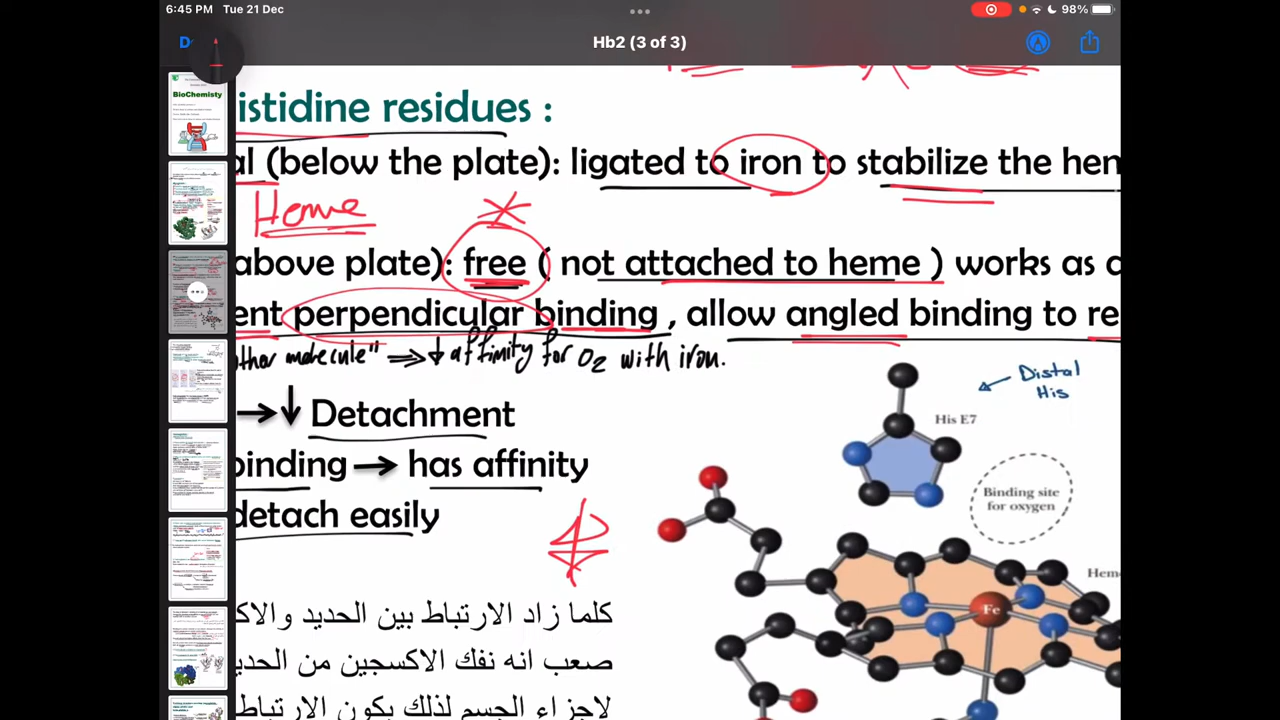 6:45 PM Tue 21 Dec
98%
Hb2 (3 of 3)
BioChemisty
istidine residues :
al (below the plate): ligated to iron to stabilize the hem
Heme
above plate): free ( not attached to heme ) works as a
ent perpendicular binding , allow angled binding to re
other molecule" ⇒ ↓ affinity for O2 with iron.
Distal
His
→ ↓ Detachment
His E7
binding → has affinity
Binding site
for oxygen
detach easily
Heme
Fe
كلما زاد الارتباط بين الحديد والاك
صعب انه نفك الاكسجين من الحديد
لاجزاء الجسم لذلك يكون الارتباط